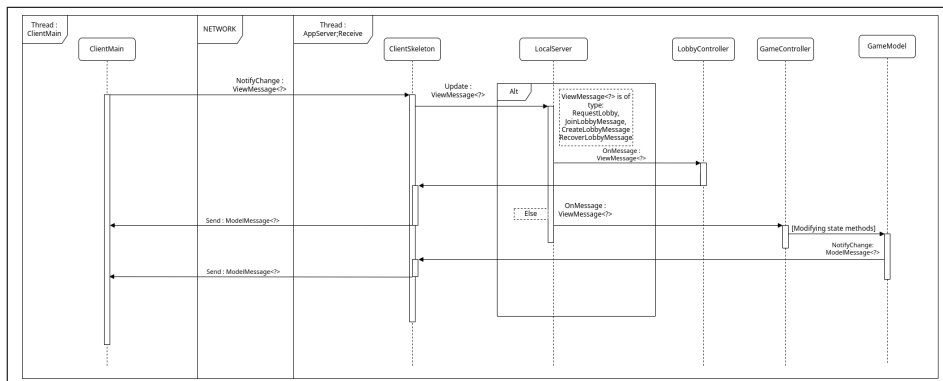 Thread :
ClientMain
NETWORK
Thread :
AppServer;Receive
ClientMain
ClientSkeleton
LocalServer
LobbyController
GameController
GameModel
NotifyChange :
ViewMessage<?>
Update :
ViewMessage<?>
Alt
ViewMessage<?> is of
type:
RequestLobby,
JoinLobbyMessage,
CreateLobbyMessage
RecoverLobbyMessage
OnMessage :
ViewMessage<?>
Send : ModelMessage<?>
Else
OnMessage :
ViewMessage<?>
[Modifying state methods]
NotifyChange:
ModelMessage<?>
Send : ModelMessage<?>